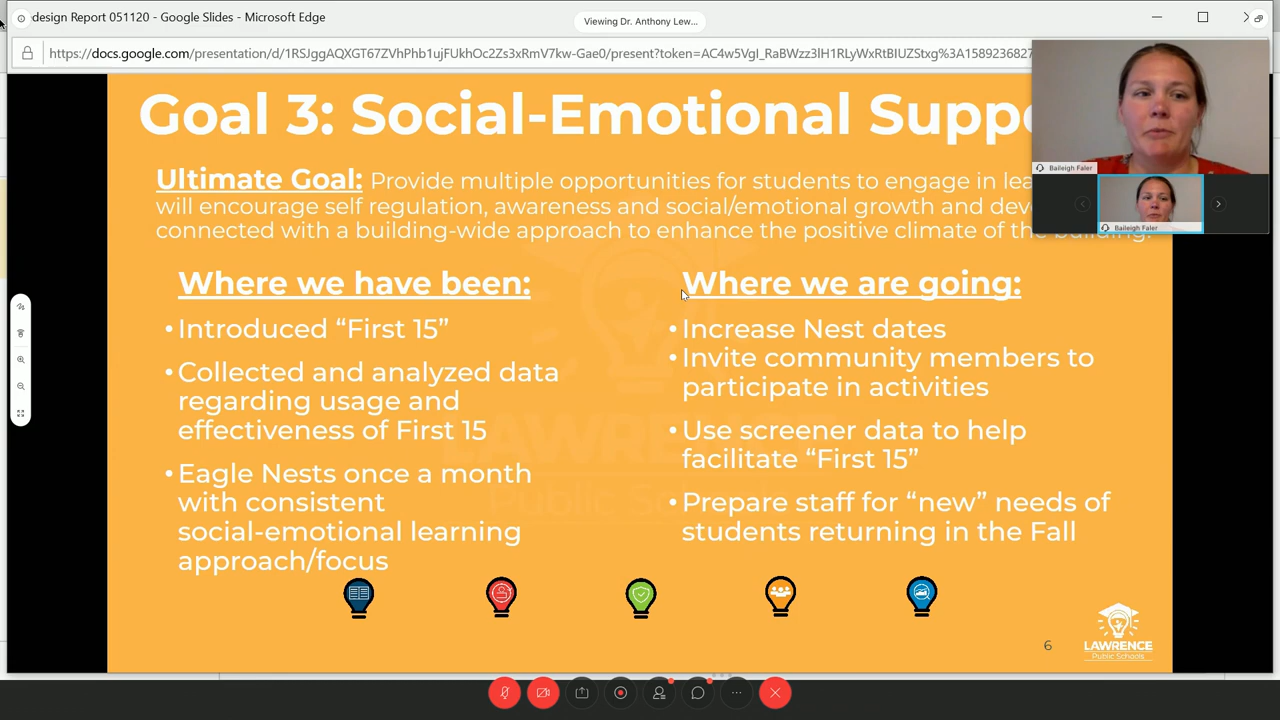 design Report 051120 - Google Slides - Microsoft Edge
Viewing Dr. Anthony Lew...
https://docs.google.com/presentation/d/1RSJggAQXGT67ZVhPhb1ujFUkhOc2Zs3xRmV7kw-Gae0/present?token=AC4w5VgI_RaBWzz3lH1RLyWxRtBIUZStxg%3A1589236827
Goal 3: Social-Emotional Suppo
Baileigh Faler
Baileigh Faler
Ultimate Goal: Provide multiple opportunities for students to engage in lea
will encourage self regulation, awareness and social/emotional growth and deve
connected with a building-wide approach to enhance the positive climate of the building.
Where we have been:
•Introduced “First 15”
•Collected and analyzed data
regarding usage and
effectiveness of First 15
•Eagle Nests once a month
with consistent
social-emotional learning
approach/focus
Where we are going:
•Increase Nest dates
•Invite community members to
participate in activities
•Use screener data to help
facilitate “First 15”
•Prepare staff for “new” needs of
students returning in the Fall
LAWRENCE
Public Schools
6
LAWRENCE
Public Schools